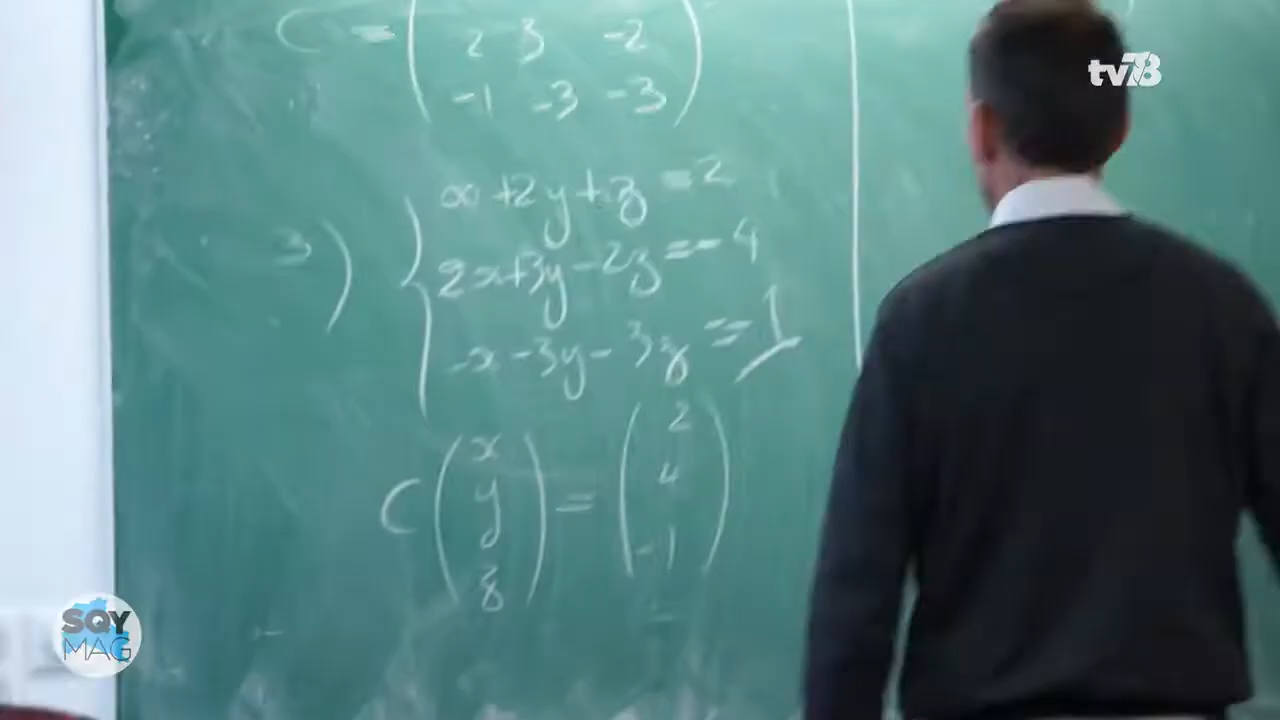 tv78
C = ( 2 3 -2
-1 -3 -3 )
3) { x + 2y + z = 2
2x + 3y - 2z = - 4
-x - 3y - 3z = 1
C ( x y z ) = ( 2 4 -1 )
SQY
MAG